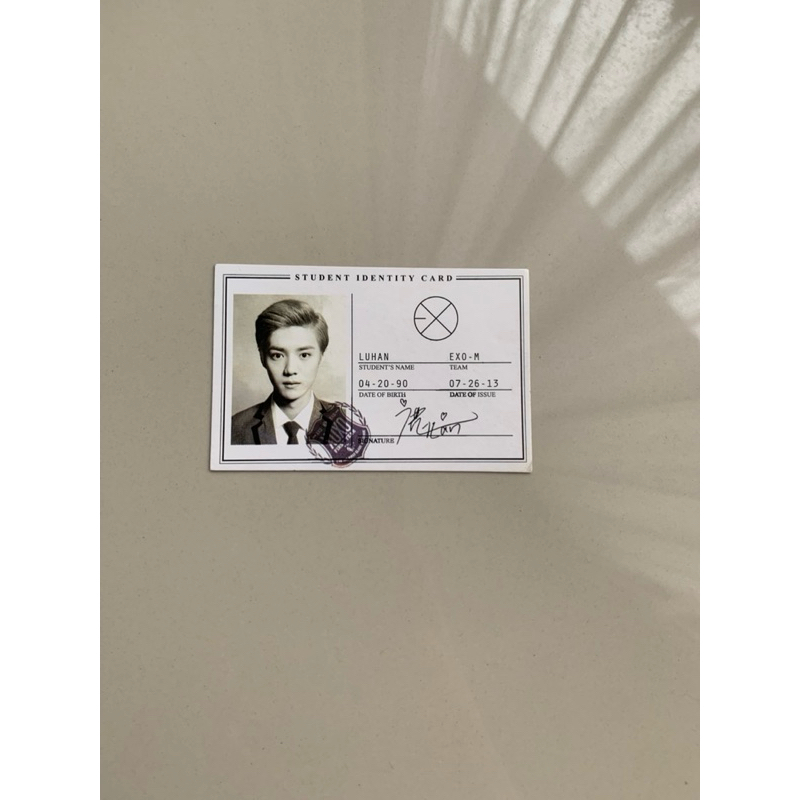 STUDENT IDENTITY CARD
LUHAN EXO-M
STUDENT'S NAME TEAM
04-20-90 07-26-13
DATE OF BIRTH DATE OF ISSUE
SIGNATURE